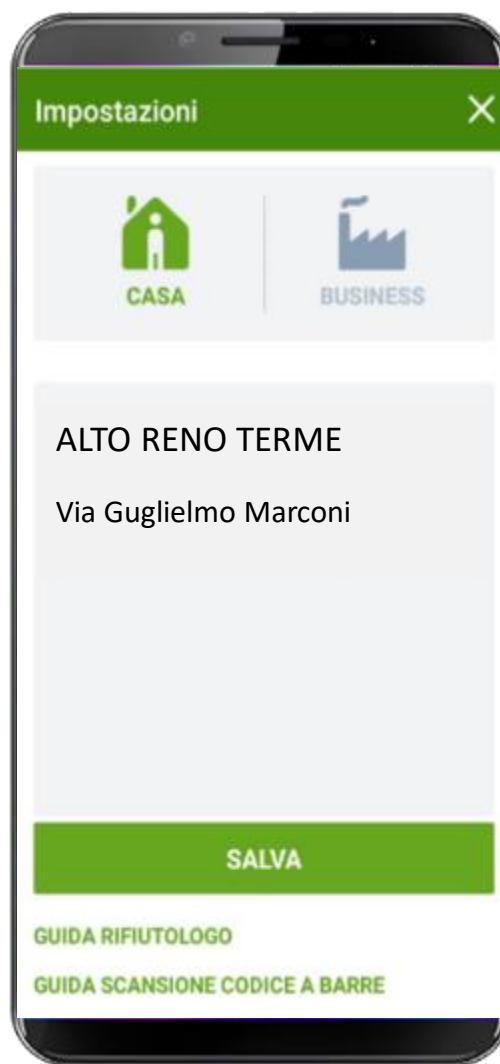 Impostazioni
CASA
BUSINESS
ALTO RENO TERME
Via Guglielmo Marconi
SALVA
GUIDA RIFIUTOLOGO
GUIDA SCANSIONE CODICE A BARRE